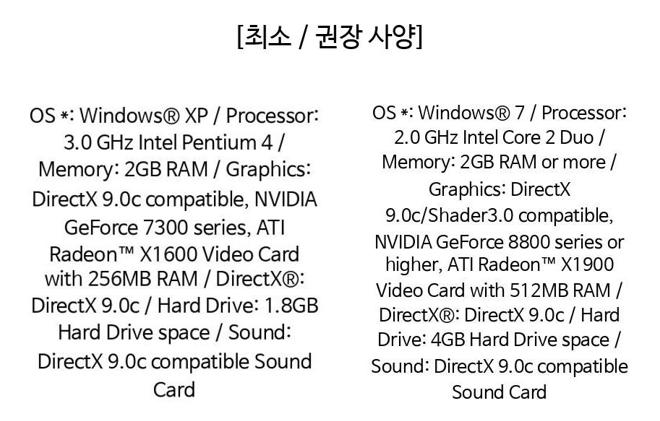 [최소 / 권장 사양]
OS *: Windows® XP / Processor:
3.0 GHz Intel Pentium 4 /
Memory: 2GB RAM / Graphics:
DirectX 9.0c compatible, NVIDIA
GeForce 7300 series, ATI
Radeon™ X1600 Video Card
with 256MB RAM / DirectX®:
DirectX 9.0c / Hard Drive: 1.8GB
Hard Drive space / Sound:
DirectX 9.0c compatible Sound
Card
OS *: Windows® 7 / Processor:
2.0 GHz Intel Core 2 Duo /
Memory: 2GB RAM or more /
Graphics: DirectX
9.0c/Shader3.0 compatible,
NVIDIA GeForce 8800 series or
higher, ATI Radeon™ X1900
Video Card with 512MB RAM /
DirectX®: DirectX 9.0c / Hard
Drive: 4GB Hard Drive space /
Sound: DirectX 9.0c compatible
Sound Card